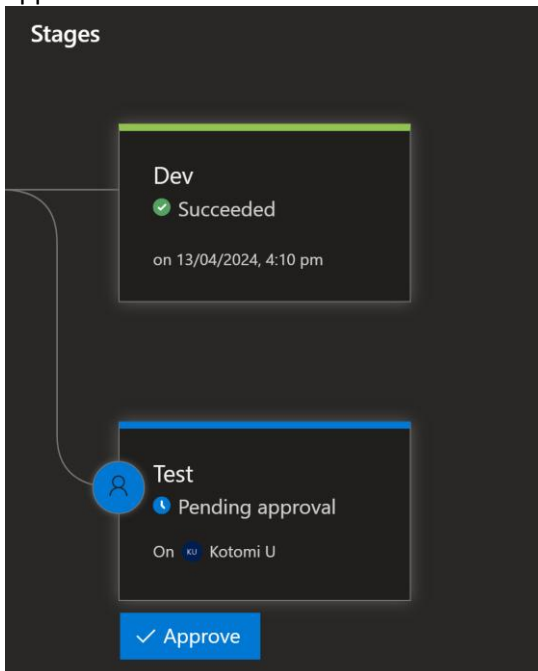 Stages
Dev
Succeeded
on 13/04/2024, 4:10 pm
Test
Pending approval
On KU Kotomi U
Approve